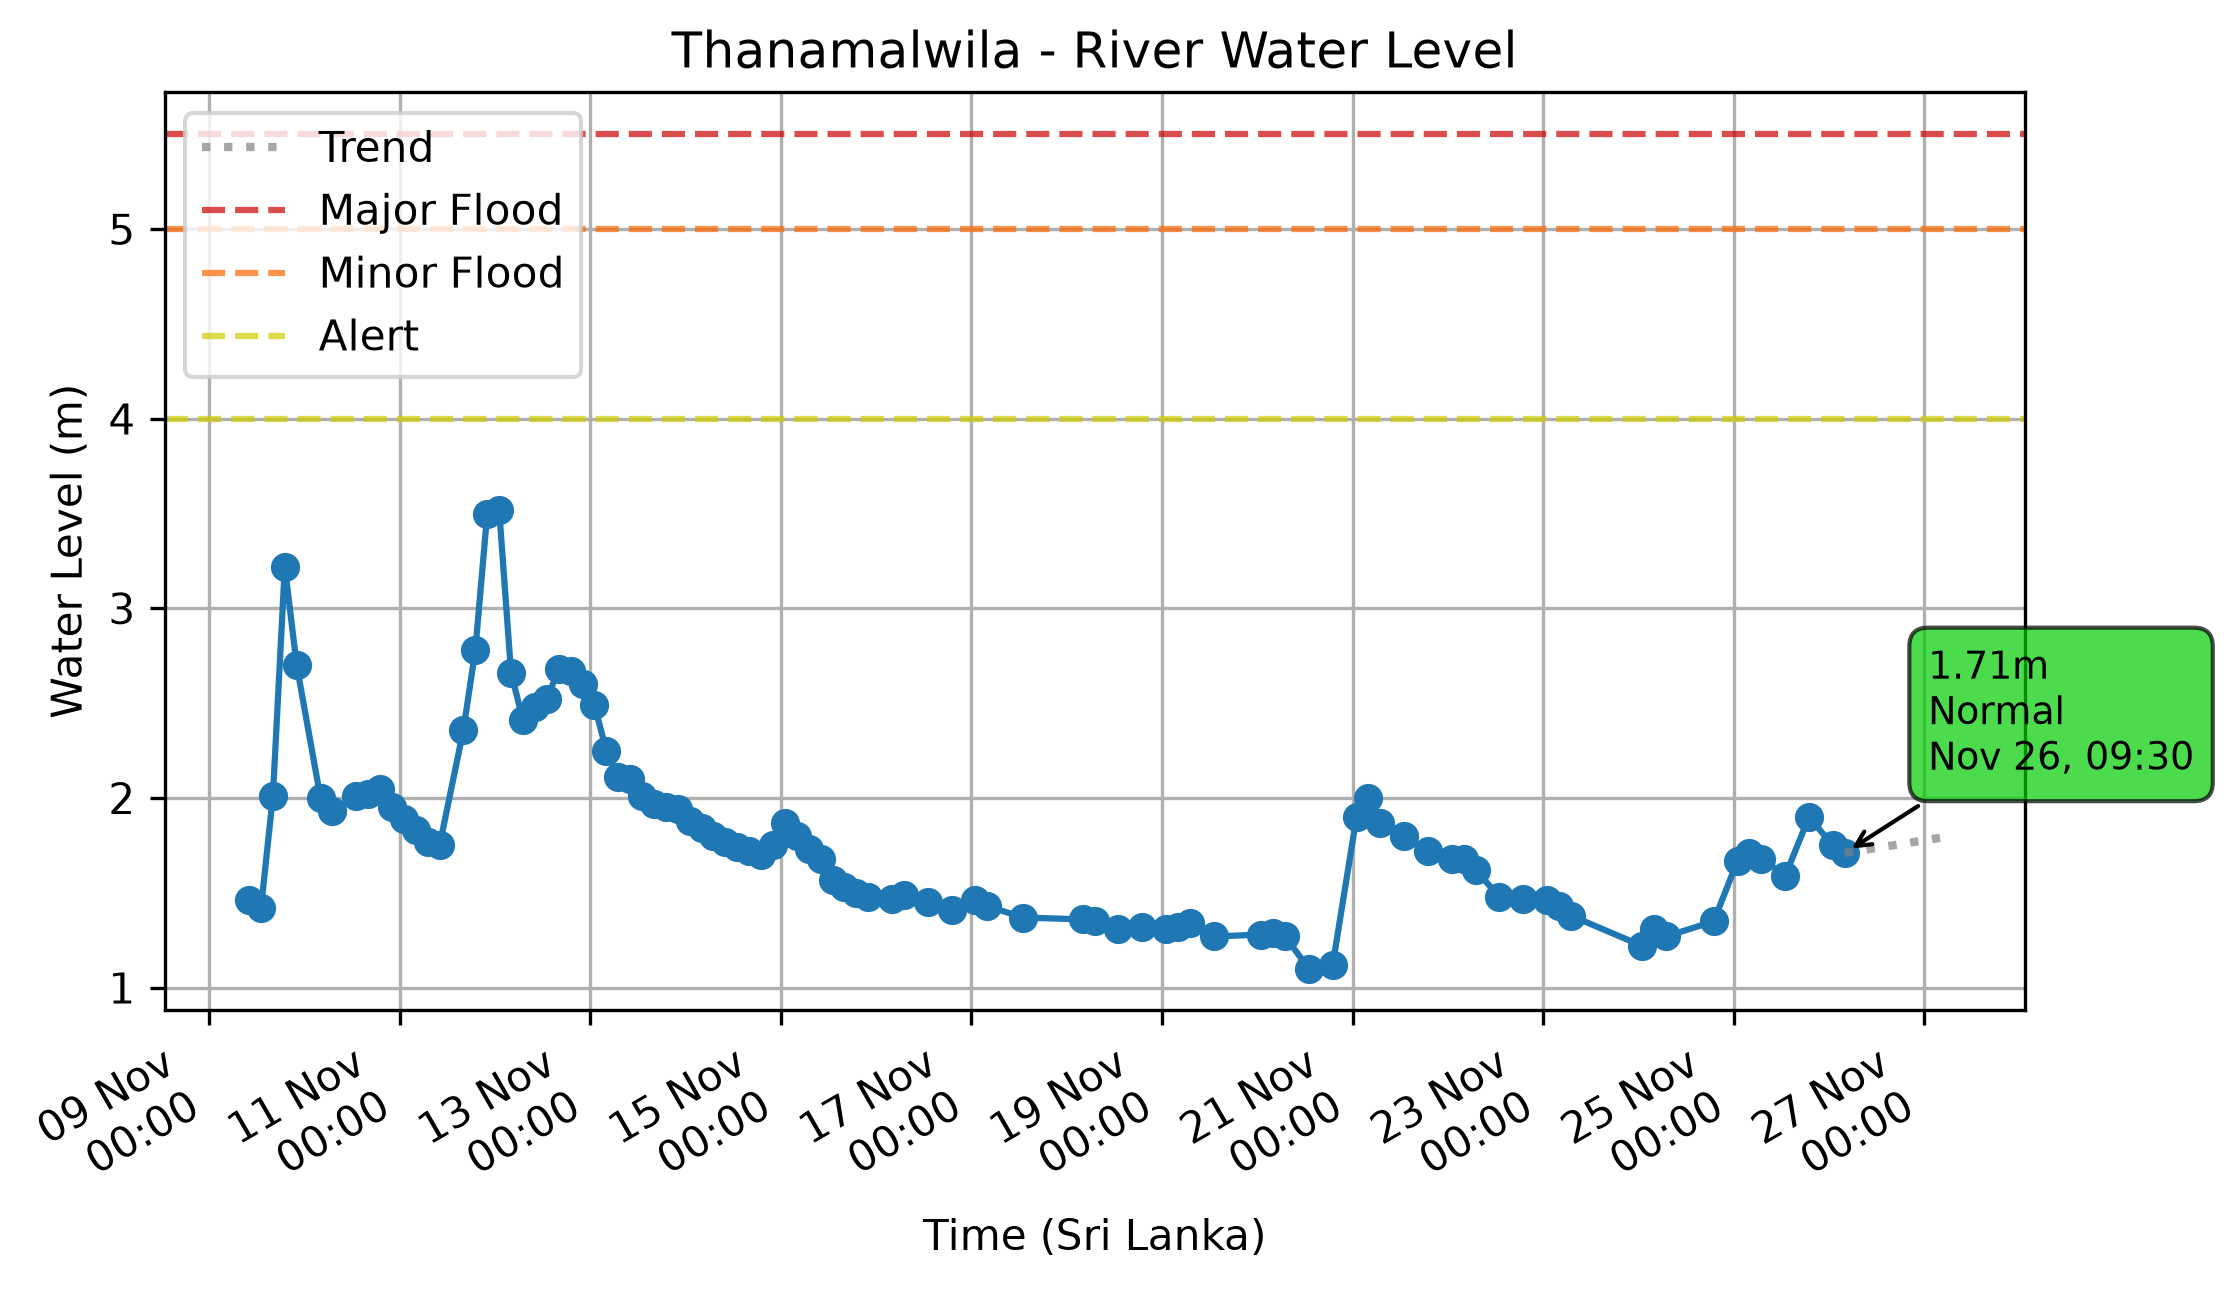 Thanamalwila - River Water Level
Trend
Major Flood
Minor Flood
Alert
5
4
3
2
1
Water Level (m)
1.71m
Normal
Nov 26, 09:30
09 Nov
00:00
11 Nov
00:00
13 Nov
00:00
15 Nov
00:00
17 Nov
00:00
19 Nov
00:00
21 Nov
00:00
23 Nov
00:00
25 Nov
00:00
27 Nov
00:00
Time (Sri Lanka)